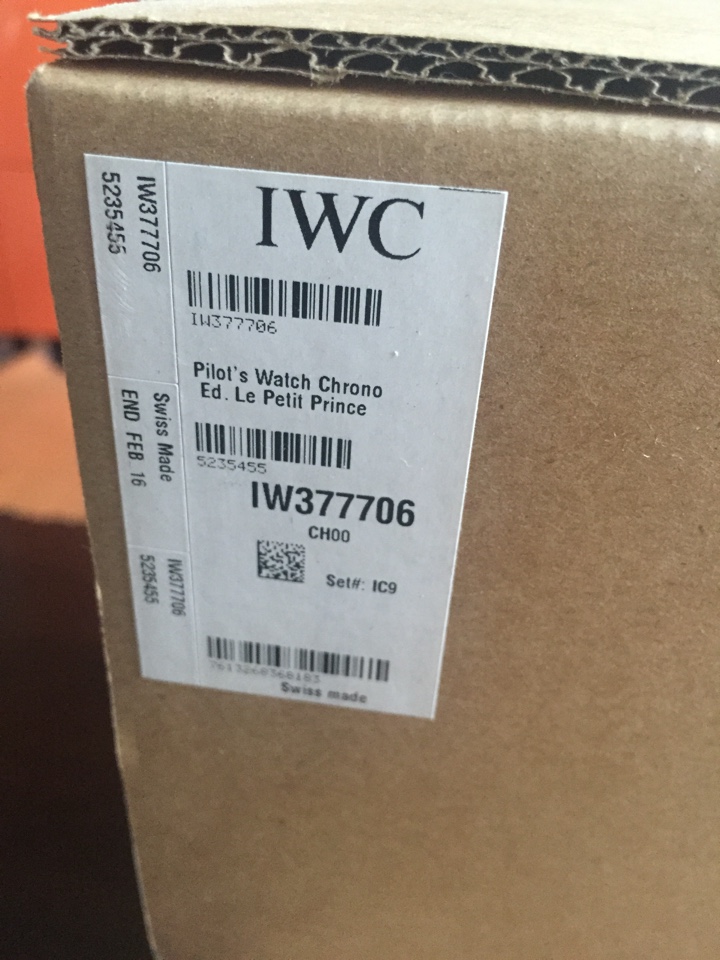 IWC
IW377706
Pilot's Watch Chrono
Ed. Le Petit Prince
5235455
IW377706
CH00
Set#: IC9
7613268368183
Swiss made
IW377706
5235455
Swiss Made
END FEB 16
IW377706
5235455